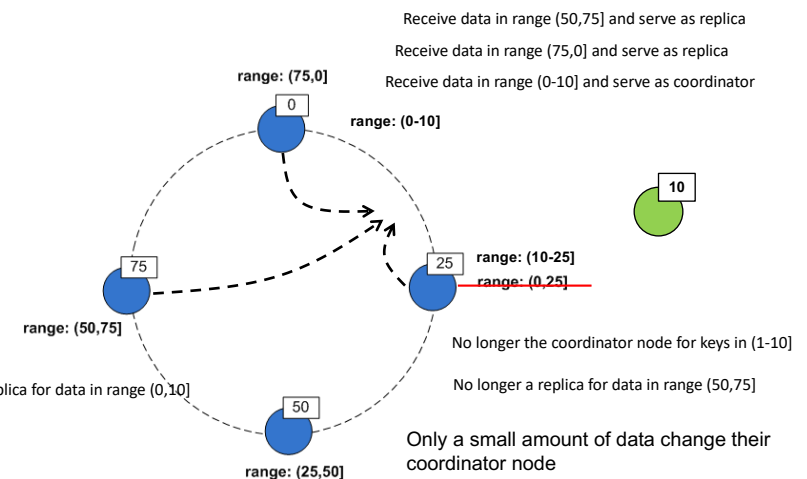 Receive data in range (50,75] and serve as replica
Receive data in range (75,0] and serve as replica
Receive data in range (0-10] and serve as coordinator
range: (75,0]
0
range: (0-10]
10
75
25
range: (10-25]
range: (0,25]
range: (50,75]
No longer the coordinator node for keys in (1-10]
for data in range (0,10]
No longer a replica for data in range (50,75]
50
Only a small amount of data change their
coordinator node
range: (25,50]